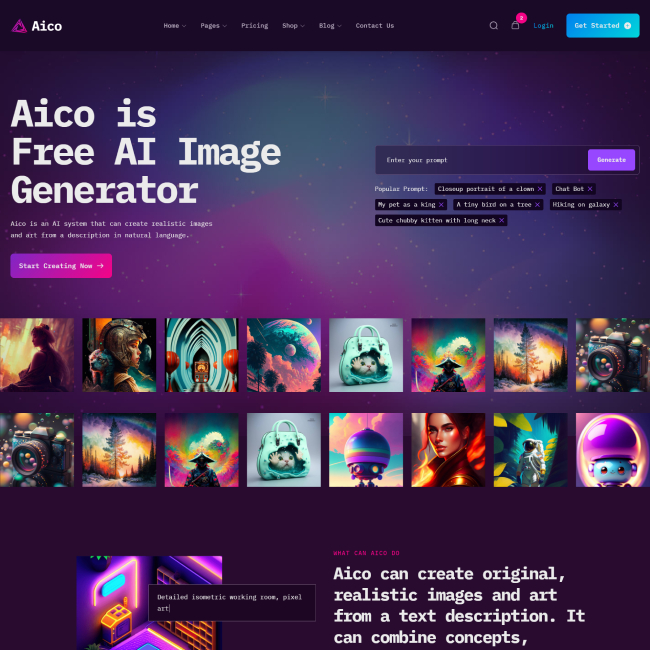 Aico
Home Pages Pricing Shop Blog Contact Us
2
Login
Get Started
Aico is
Free AI Image
Generator
Aico is an AI system that can create realistic images
and art from a description in natural language.
Start Creating Now
Enter your prompt
Generate
Popular Prompt: Closeup portrait of a clown Chat Bot
My pet as a king A tiny bird on a tree Hiking on galaxy
Cute chubby kitten with long neck
Detailed isometric working room, pixel
art
WHAT CAN AICO DO
Aico can create original,
realistic images and art
from a text description. It
can combine concepts,